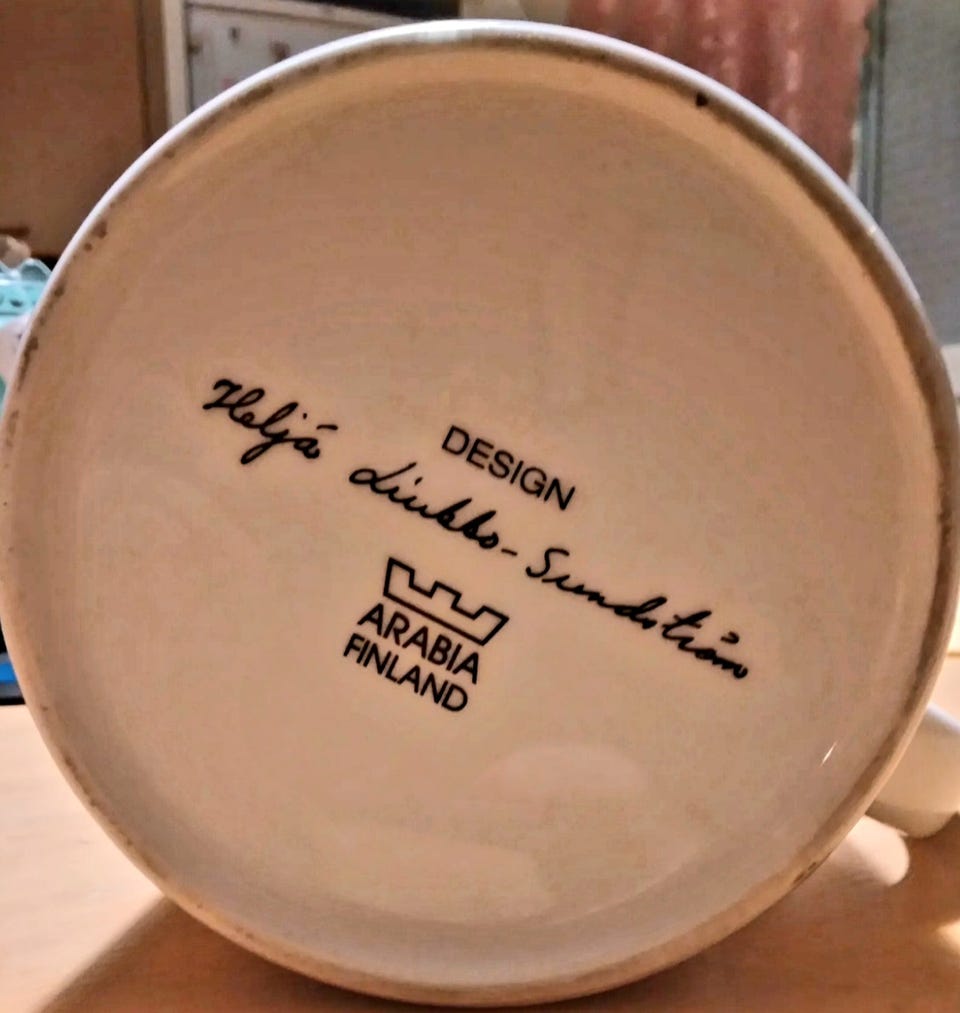 DESIGN
Heljä Liukko-Sundström
ARABIA
FINLAND